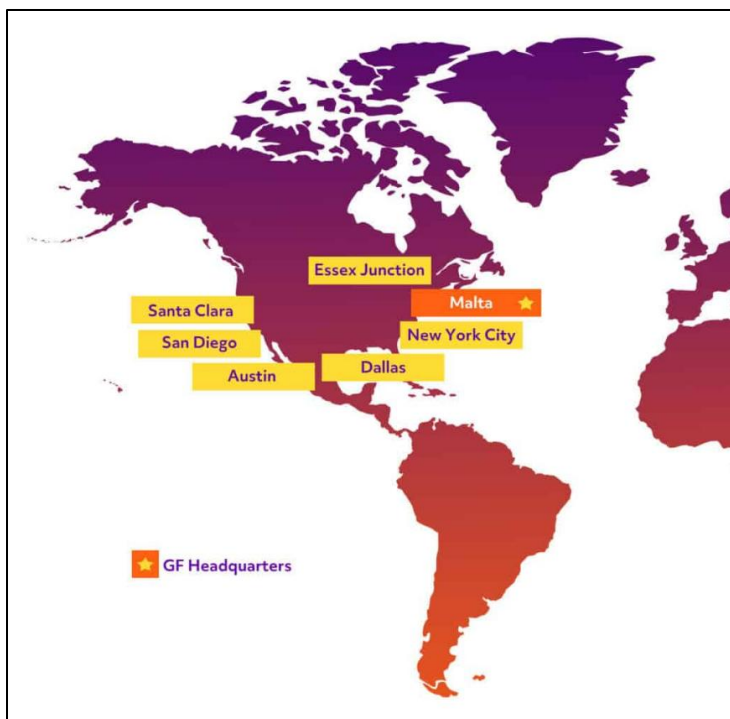 Essex Junction
Malta
Santa Clara
New York City
San Diego
Dallas
Austin
GF Headquarters